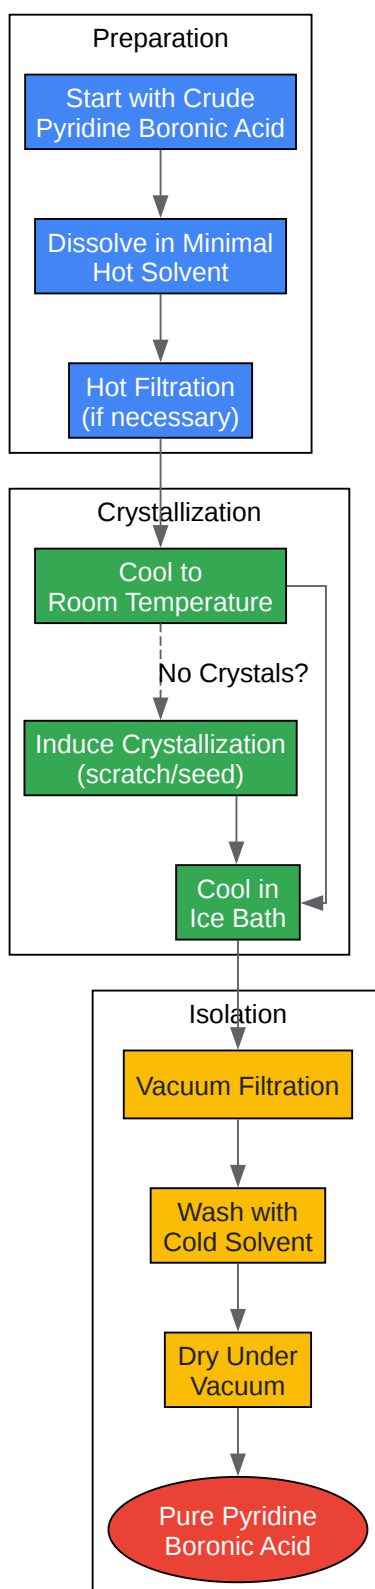 Preparation
Start with Crude
Pyridine Boronic Acid
Dissolve in Minimal
Hot Solvent
Hot Filtration
(if necessary)
Crystallization
Cool to
Room Temperature
No Crystals?
Induce Crystallization
(scratch/seed)
Cool in
Ice Bath
Isolation
Vacuum Filtration
Wash with
Cold Solvent
Dry Under
Vacuum
Pure Pyridine
Boronic Acid